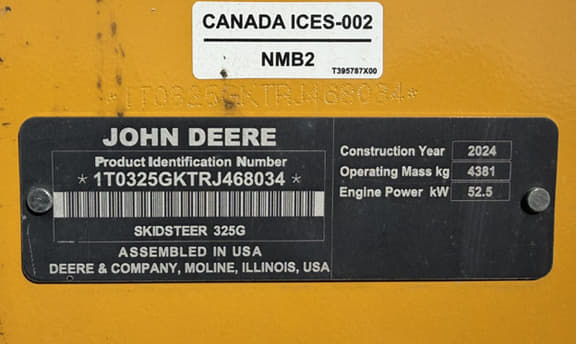 CANADA ICES-002
NMB2
T395787X00
*1T0325GKTRJ468034*
JOHN DEERE
Product Identification Number
*1T0325GKTRJ468034*
SKIDSTEER 325G
ASSEMBLED IN USA
DEERE & COMPANY, MOLINE, ILLINOIS, USA
Construction Year 2024
Operating Mass kg 4381
Engine Power kW 52.5